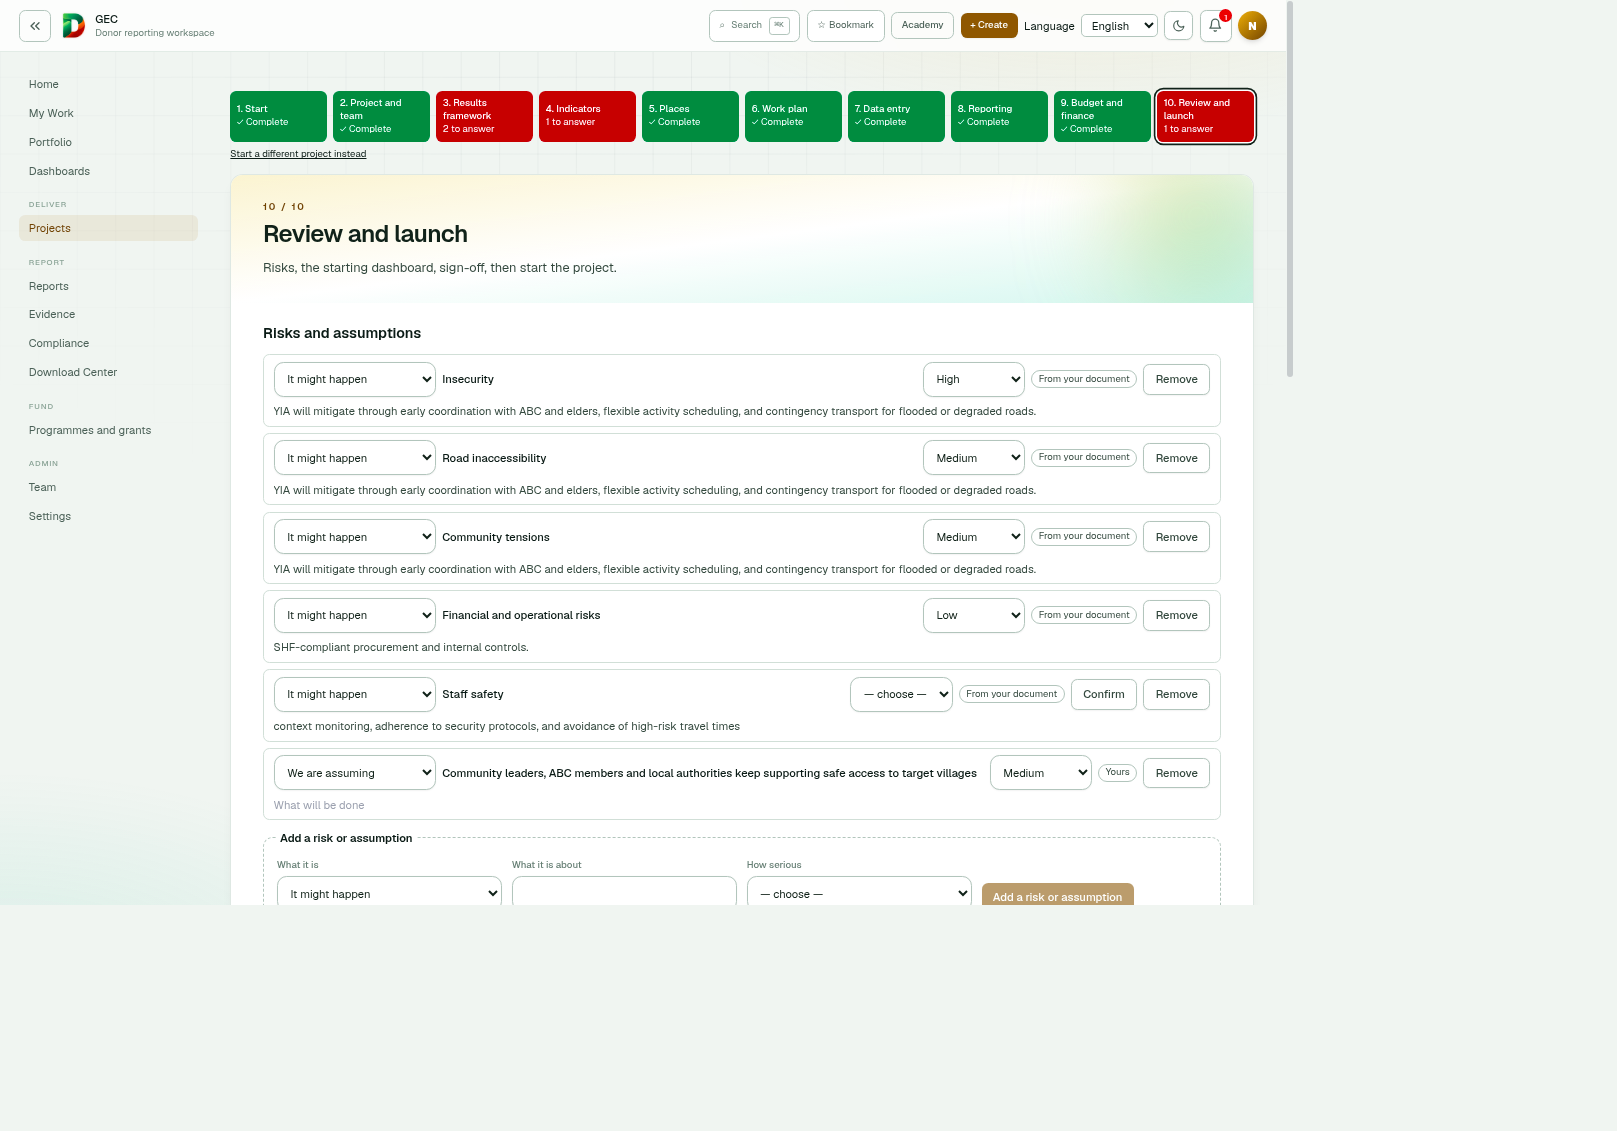 GEC
Donor reporting workspace
Search ⌘K
☆ Bookmark
Academy
+ Create
Language
English
1
N
Home
My Work
Portfolio
Dashboards
DELIVER
Projects
REPORT
Reports
Evidence
Compliance
Download Center
FUND
Programmes and grants
ADMIN
Team
Settings
1. Start
✓ Complete
2. Project and
team
✓ Complete
3. Results
framework
2 to answer
4. Indicators
1 to answer
5. Places
✓ Complete
6. Work plan
✓ Complete
7. Data entry
✓ Complete
8. Reporting
✓ Complete
9. Budget and
finance
✓ Complete
10. Review and
launch
1 to answer
Start a different project instead
10 / 10
Review and launch
Risks, the starting dashboard, sign-off, then start the project.
Risks and assumptions
It might happen Insecurity High From your document Remove
YIA will mitigate through early coordination with ABC and elders, flexible activity scheduling, and contingency transport for flooded or degraded roads.
It might happen Road inaccessibility Medium From your document Remove
YIA will mitigate through early coordination with ABC and elders, flexible activity scheduling, and contingency transport for flooded or degraded roads.
It might happen Community tensions Medium From your document Remove
YIA will mitigate through early coordination with ABC and elders, flexible activity scheduling, and contingency transport for flooded or degraded roads.
It might happen Financial and operational risks Low From your document Remove
SHF-compliant procurement and internal controls.
It might happen Staff safety — choose — From your document Confirm Remove
context monitoring, adherence to security protocols, and avoidance of high-risk travel times
We are assuming Community leaders, ABC members and local authorities keep supporting safe access to target villages Medium Yours Remove
What will be done
Add a risk or assumption
What it is What it is about How serious
It might happen — choose — Add a risk or assumption